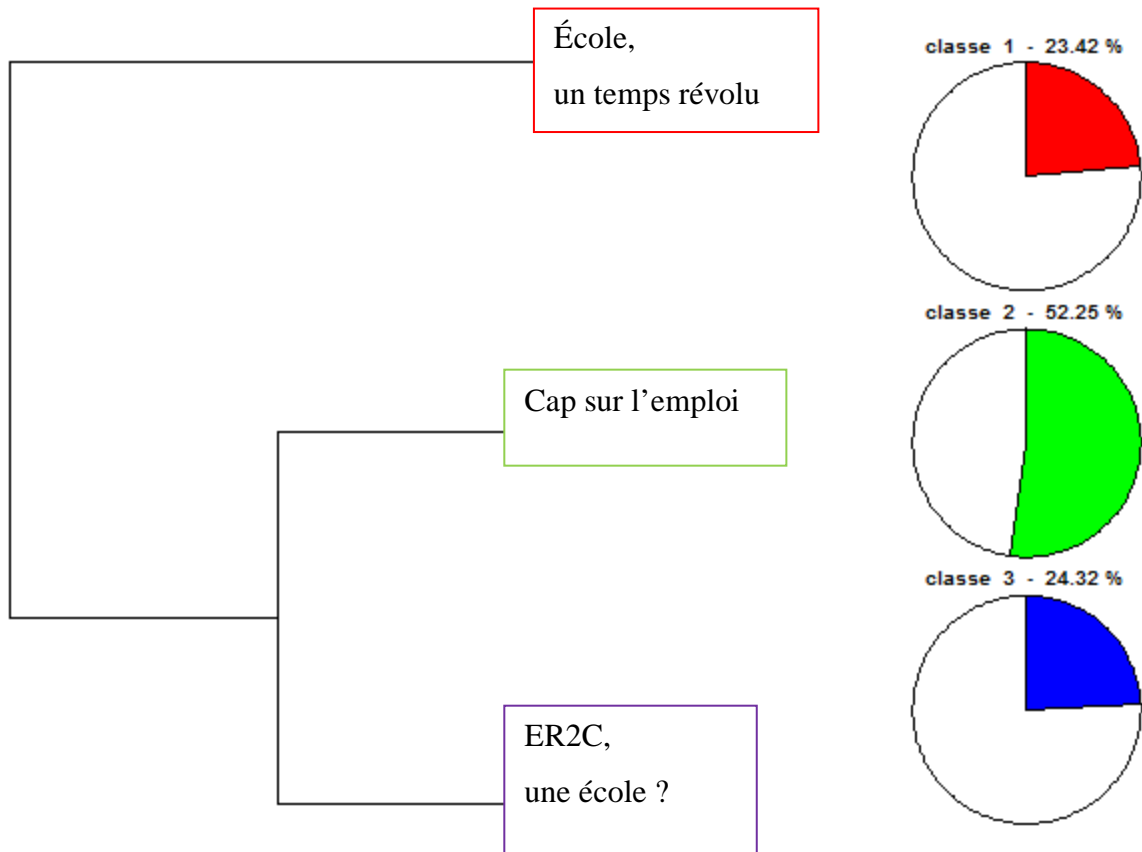 École,
un temps révolu
classe 1 - 23.42 %
Cap sur l’emploi
classe 2 - 52.25 %
ER2C,
une école ?
classe 3 - 24.32 %